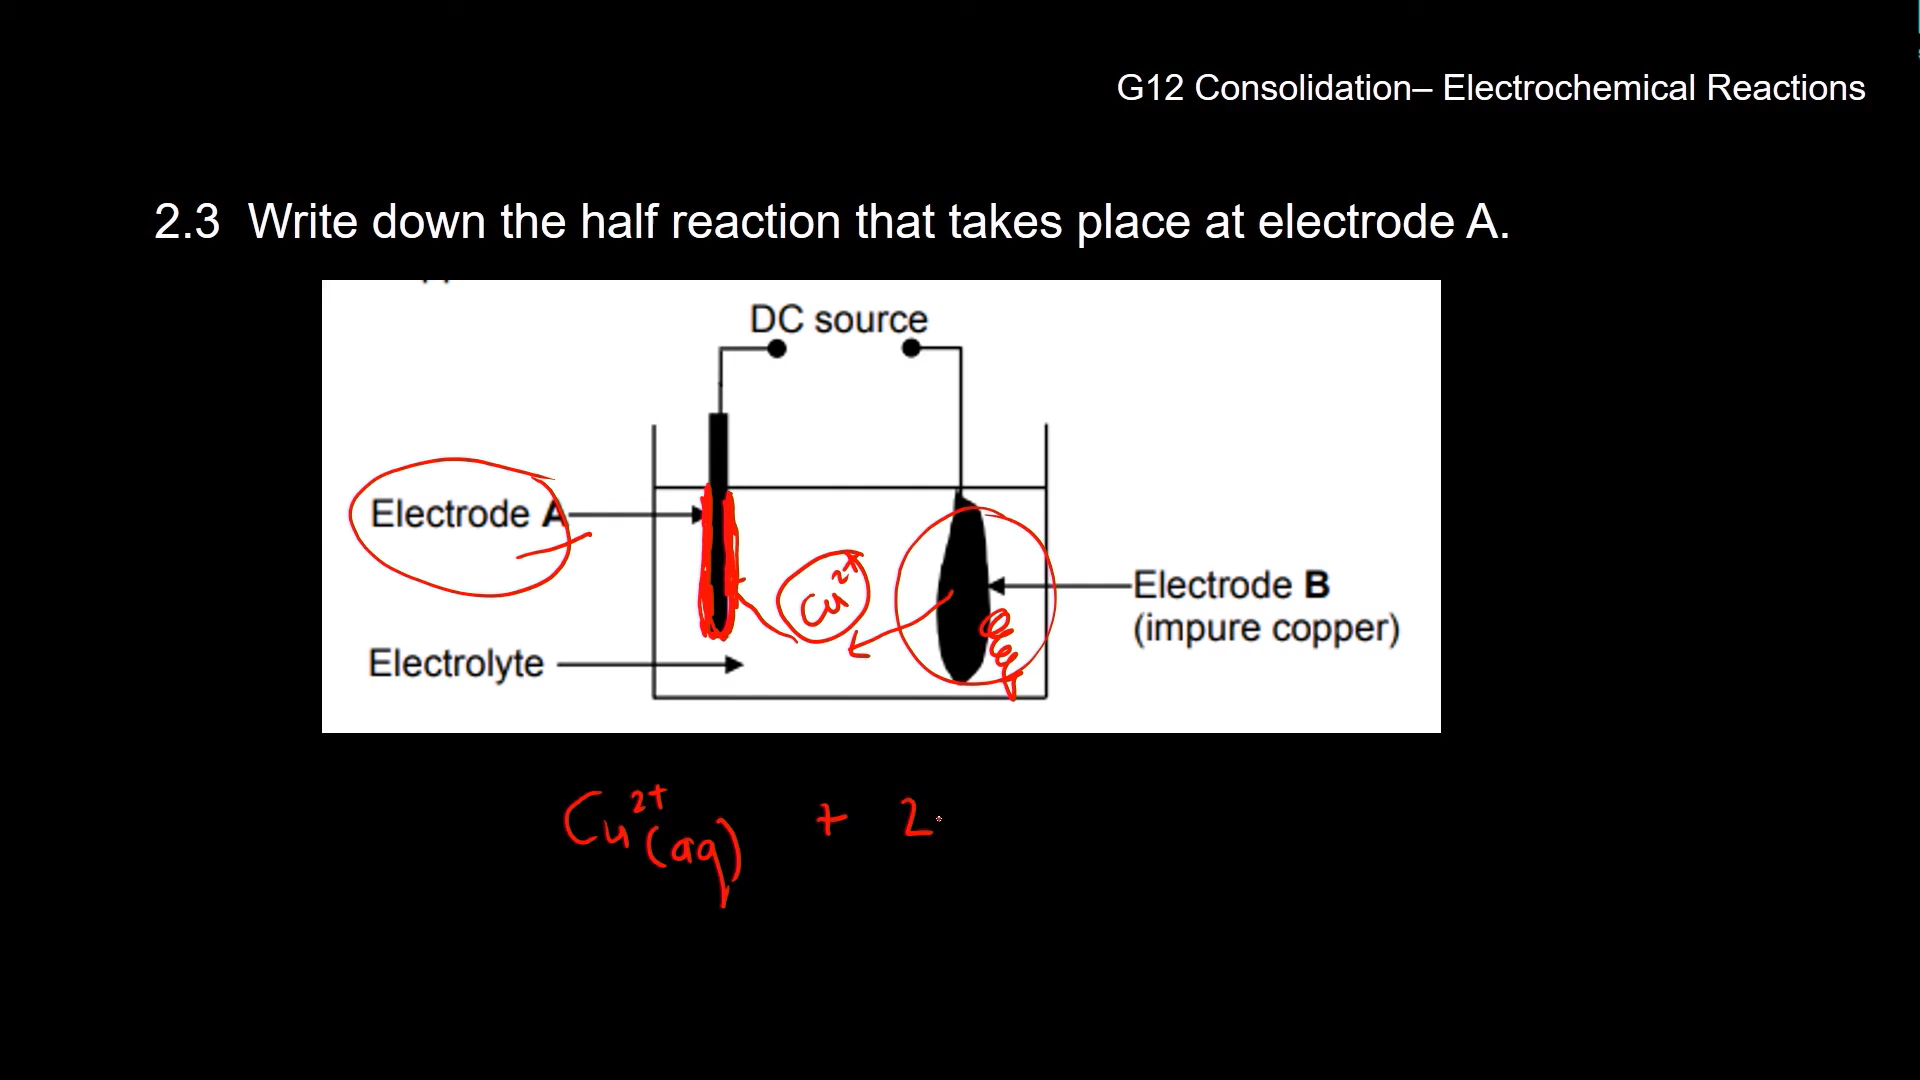 G12 Consolidation– Electrochemical Reactions
2.3 Write down the half reaction that takes place at electrode A.
DC source
Electrode A
Cu²⁺
Electrode B
(impure copper)
Electrolyte
Cu²⁺(aq) + 2